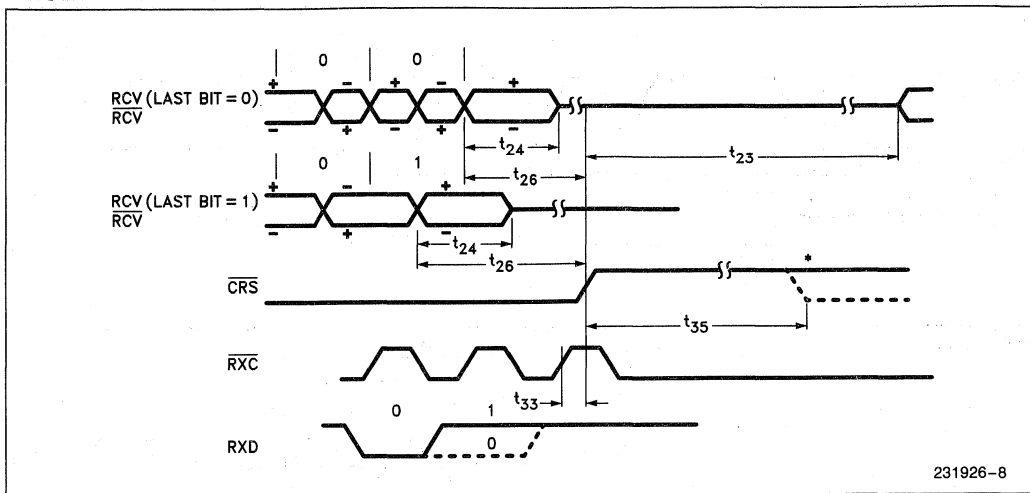 0 0
+ - + - +
RCV (LAST BIT = 0)
RCV
- + - + -
t24
t23
t26
0 1
+ - +
RCV (LAST BIT = 1)
RCV
- + -
t24
t26
CRS
*
t35
RXC
t33
0 1
RXD
0
231926-8